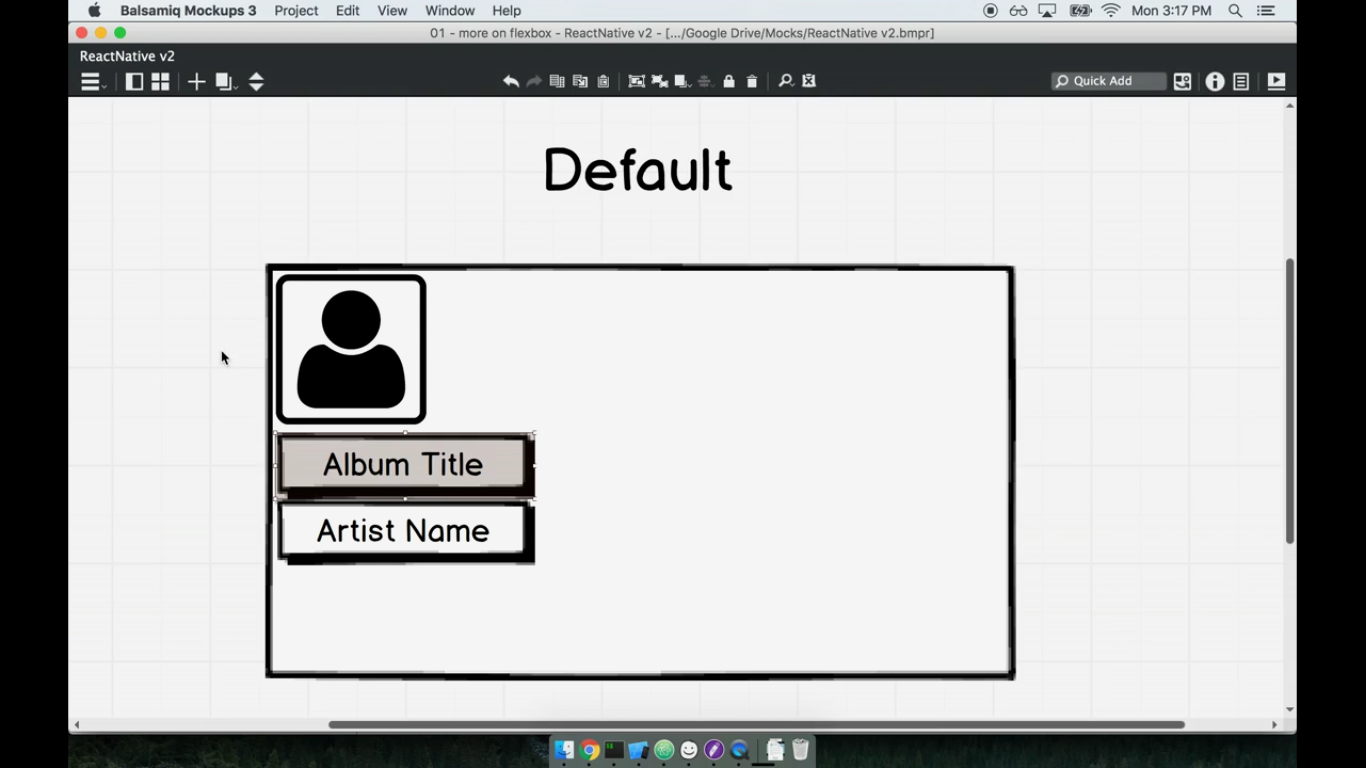 Balsamiq Mockups 3 Project Edit View Window Help Mon 3:17 PM
01 - more on flexbox - ReactNative v2 - [.../Google Drive/Mocks/ReactNative v2.bmpr]
ReactNative v2
Quick Add
Default
Album Title
Artist Name